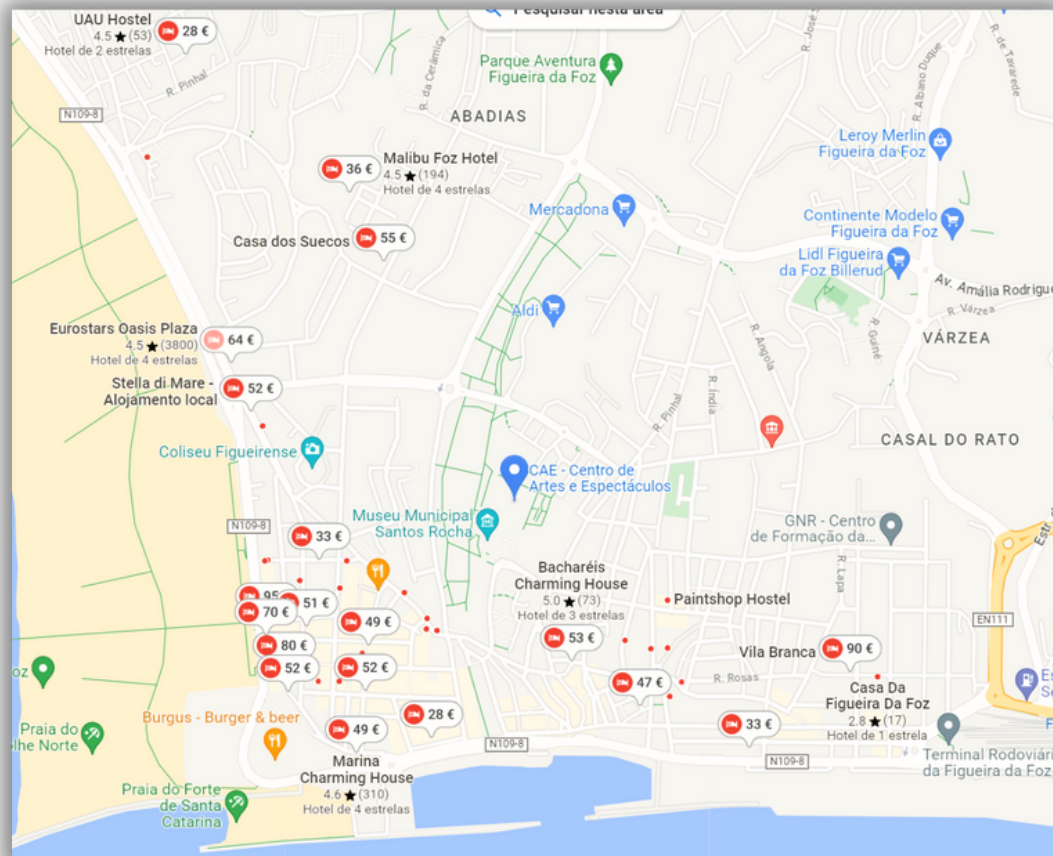 Pesquisar nesta área
UAU Hostel
4.5 ★ (53)
Hotel de 2 estrelas
28 €
R. Pinhal
R. da Cerâmica
Parque Aventura
Figueira da Foz
R. José S
R. Albano Duque
R. de Tavarede
N109-8
ABADIAS
Leroy Merlin
Figueira da Foz
36 €
Malibu Foz Hotel
4.5 ★ (194)
Hotel de 4 estrelas
Mercadona
Continente Modelo
Figueira da Foz
Casa dos Suecos
55 €
Lidl Figueira
da Foz Billerud
Av. Amália Rodrigue
R. Várzea
Aldi
Eurostars Oasis Plaza
4.5 ★ (3800)
Hotel de 4 estrelas
64 €
R. Angola
R. Guiné
VÁRZEA
Stella di Mare -
Alojamento local
52 €
R. Índia
R. Pinhal
CASAL DO RATO
Coliseu Figueirense
CAE - Centro de
Artes e Espectáculos
Museu Municipal
Santos Rocha
N109-8
33 €
GNR - Centro
de Formação da...
Estr
R. Lapa
Bacharéis
Charming House
5.0 ★ (73)
Hotel de 3 estrelas
53 €
95
51 €
70 €
49 €
Paintshop Hostel
EN111
80 €
52 €
52 €
Vila Branca
90 €
47 €
R. Rosas
oz
Es
Se
Casa Da
Figueira Da Foz
2.8 ★ (17)
Hotel de 1 estrela
Burgus - Burger & beer
28 €
49 €
33 €
Praia do
lhe Norte
N109-8
N109-8
F
Terminal Rodoviári
da Figueira da Foz
Marina
Charming House
4.6 ★ (310)
Hotel de 4 estrelas
Praia do Forte
de Santa
Catarina